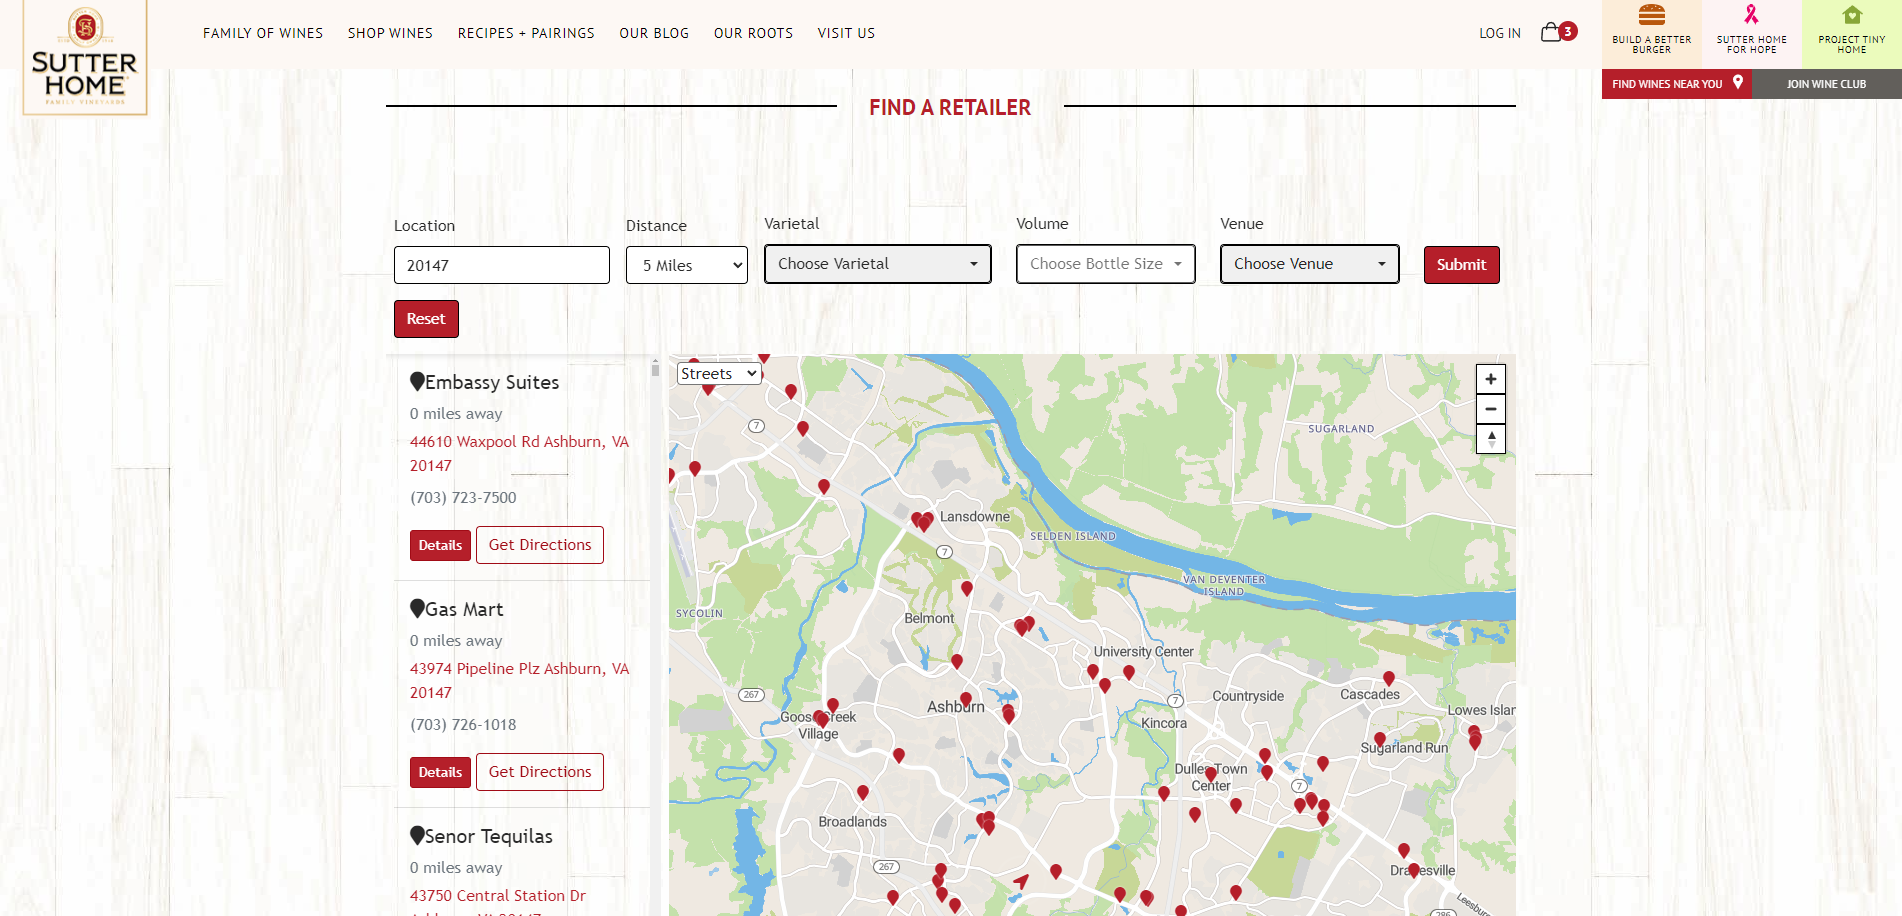 SUTTER
HOME
FAMILY VINEYARDS
FAMILY OF WINES
SHOP WINES
RECIPES + PAIRINGS
OUR BLOG
OUR ROOTS
VISIT US
LOG IN
3
BUILD A BETTER
BURGER
SUTTER HOME
FOR HOPE
PROJECT TINY
HOME
FIND WINES NEAR YOU
JOIN WINE CLUB
FIND A RETAILER
Location
Distance
Varietal
Volume
Venue
20147
5 Miles
Choose Varietal
Choose Bottle Size
Choose Venue
Submit
Reset
Embassy Suites
0 miles away
44610 Waxpool Rd Ashburn, VA
20147
(703) 723-7500
Details
Get Directions
Gas Mart
0 miles away
43974 Pipeline Plz Ashburn, VA
20147
(703) 726-1018
Details
Get Directions
Senor Tequilas
0 miles away
43750 Central Station Dr
Streets
+
−
7
SUGARLAND
Lansdowne
SELDEN ISLAND
7
VAN DEVENTER
ISLAND
SYCOLIN
Belmont
University Center
267
Countryside
Cascades
7
Ashburn
Lowes Islan
Goose Creek
Village
Kincora
Sugarland Run
Dulles Town
Center
7
Broadlands
267
Dranesville
Leesburg
286